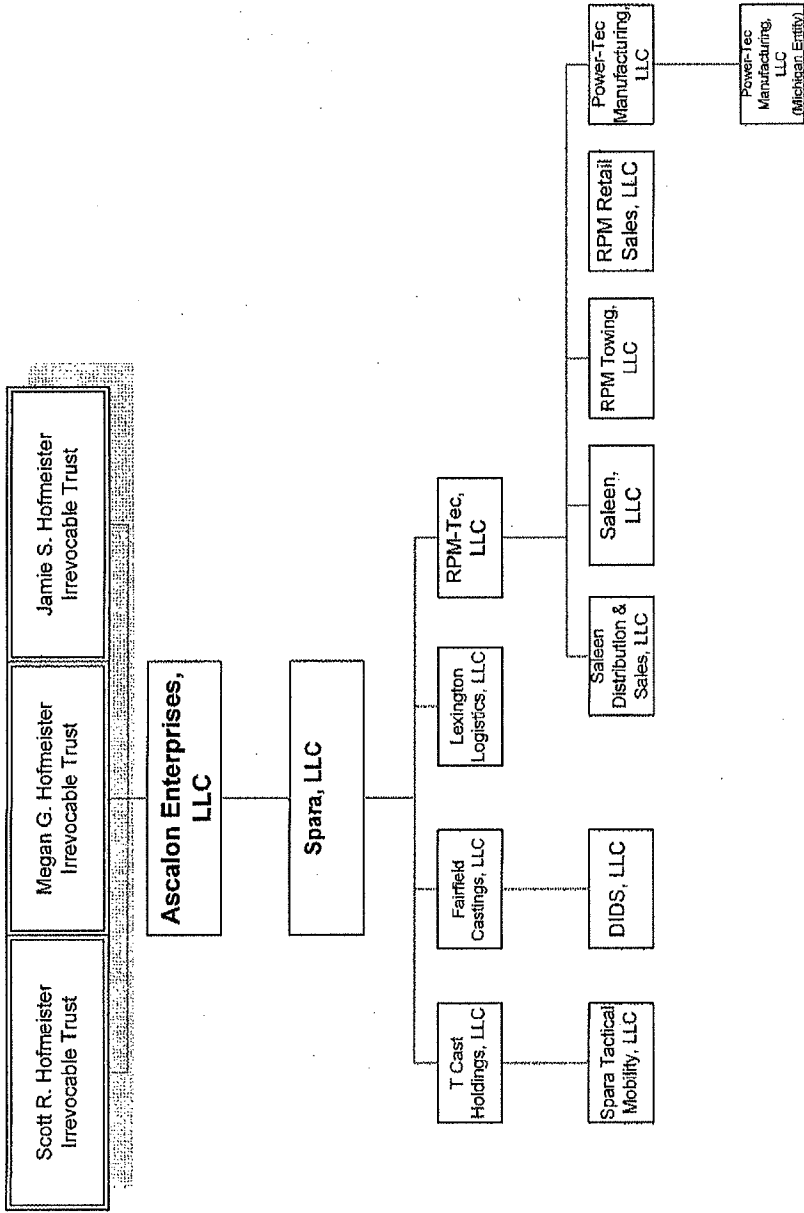 Scott R. Hofmeister
Irrevocable Trust
Megan G. Hofmeister
Irrevocable Trust
Jamie S. Hofmeister
Irrevocable Trust
Ascalon Enterprises,
LLC
Spara, LLC
T Cast
Holdings, LLC
Fairfield
Castings, LLC
Lexington
Logistics, LLC
RPM-Tec,
LLC
Spara Tactical
Mobility, LLC
DIDS, LLC
Saleen
Distribution &
Sales, LLC
Saleen,
LLC
RPM Towing,
LLC
RPM Retail
Sales, LLC
Power-Tec
Manufacturing,
LLC
Power-Tec
Manufacturing,
LLC
(Michigan Entity)